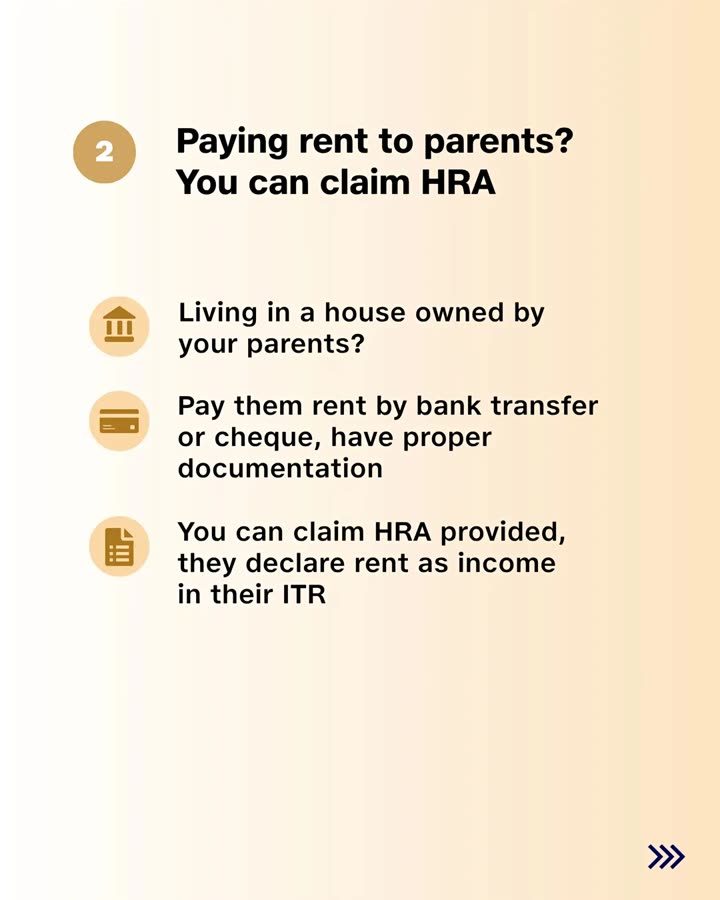 2
Paying rent to parents?
You can claim HRA
Living in a house owned by
your parents?
Pay them rent by bank transfer
or cheque, have proper
documentation
You can claim HRA provided,
they declare rent as income
in their ITR